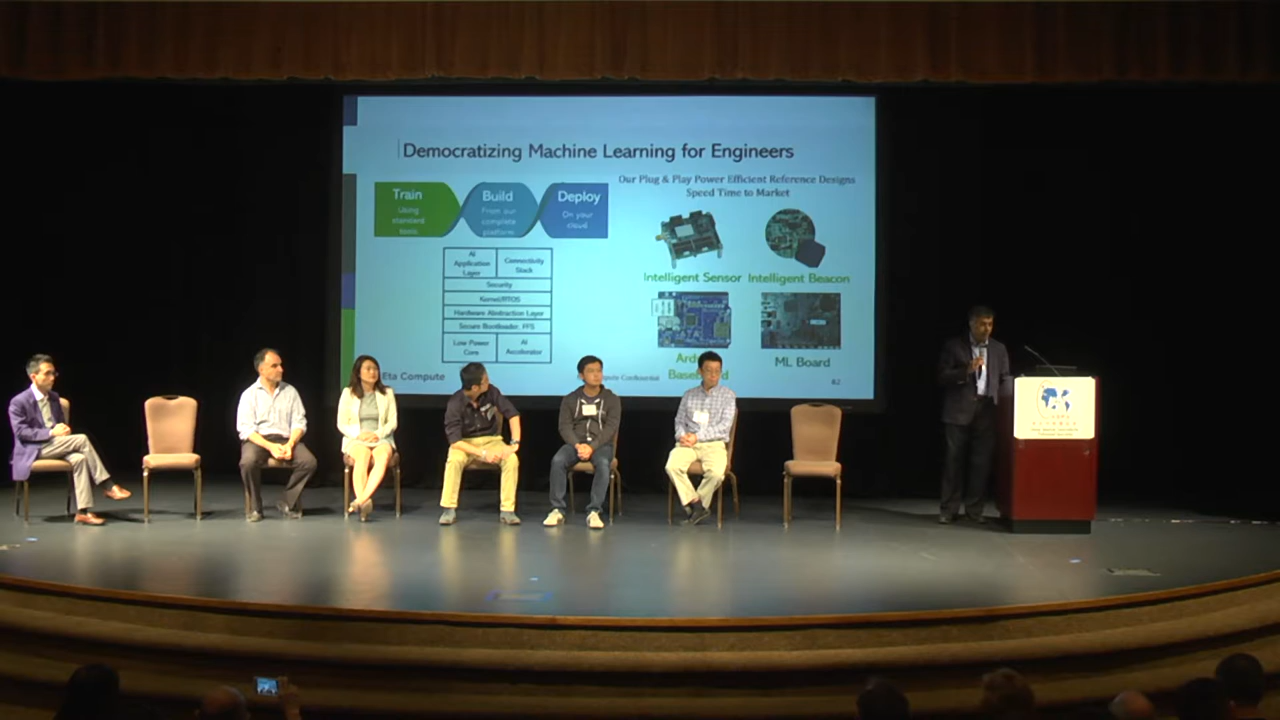 Democratizing Machine Learning for Engineers
Our Plug & Play Power Efficient Reference Designs
Speed Time to Market
Train
Using
standard
tools
Build
From our
complete
platform
Deploy
On your
cloud
AI
Application
Layer
Connectivity
Stack
Security
Kernel/RTOS
Hardware Abstraction Layer
Secure Bootloader, FFS
Low Power
Core
AI
Accelerator
Intelligent Sensor
Intelligent Beacon
ML Board
Eta Compute
Confidential
82